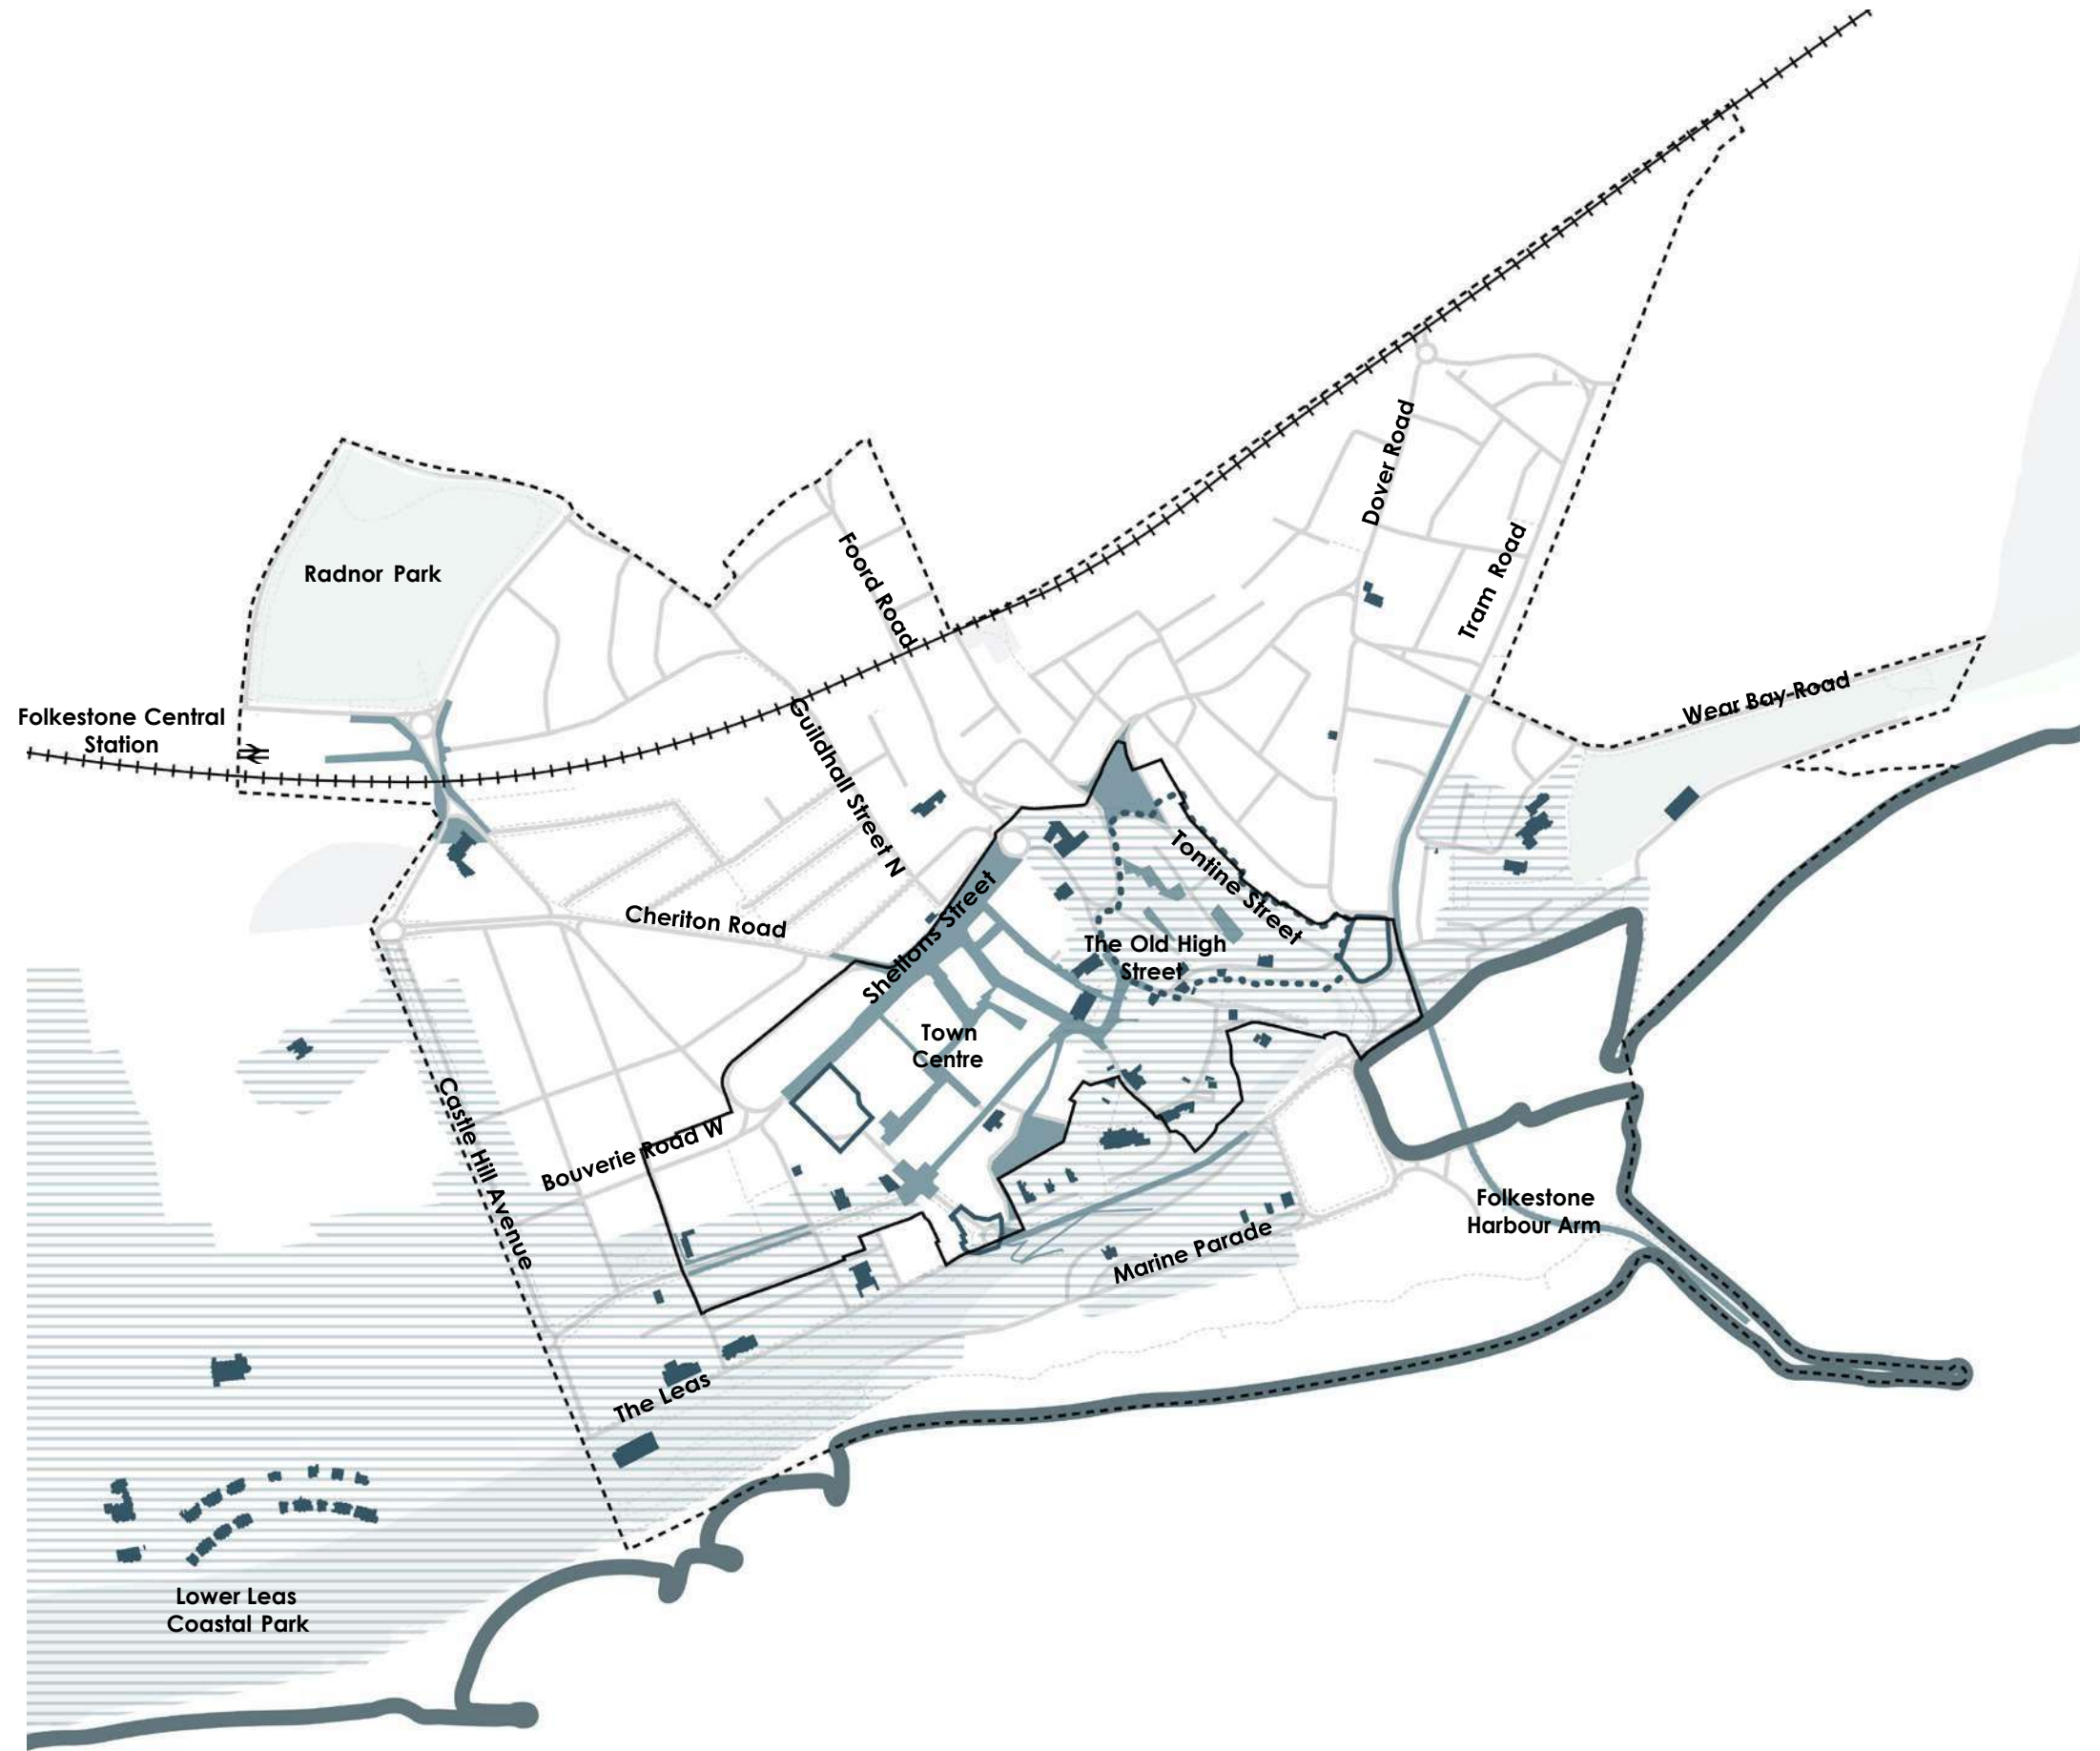 Dover Road
Radnor Park
Foord Road
Tram Road
Wear Bay Road
Folkestone Central
Station
Guildhall Street N
Tontine Street
Cheriton Road
Sheltons Street
The Old High
Street
Town
Centre
Castle Hill Avenue
Bouverie Road W
Folkestone
Harbour Arm
Marine Parade
The Leas
Lower Leas
Coastal Park